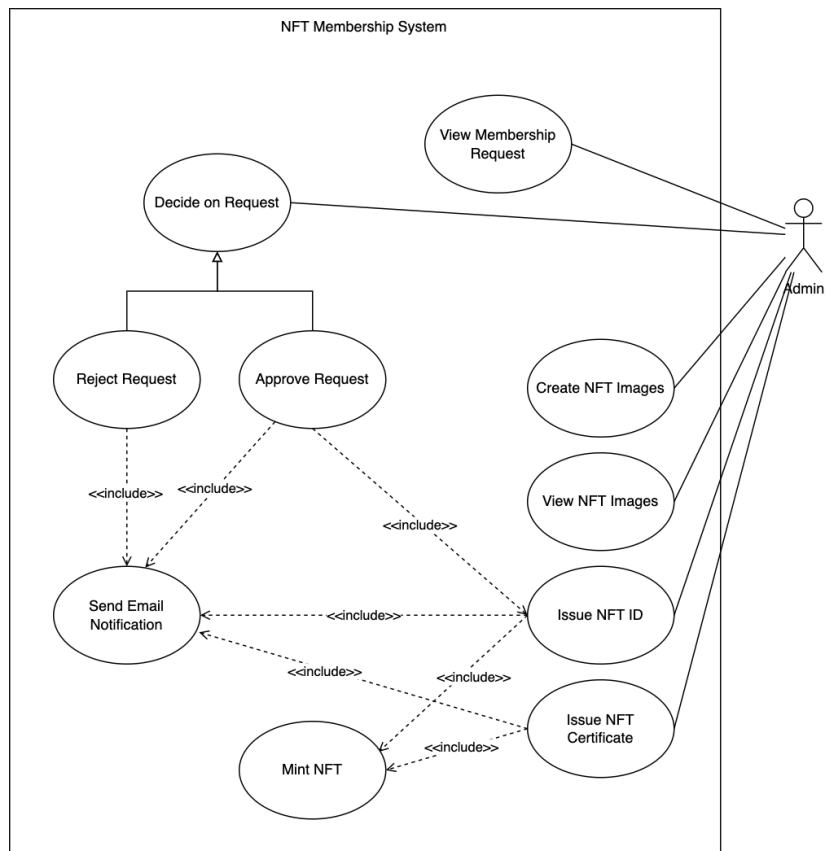 NFT Membership System
View Membership
Request
Decide on Request
Admin
Reject Request
Approve Request
Create NFT Images
<<include>>
<<include>>
<<include>>
View NFT Images
Send Email
Notification
<<include>>
Issue NFT ID
<<include>>
<<include>>
Issue NFT
Certificate
<<include>>
Mint NFT